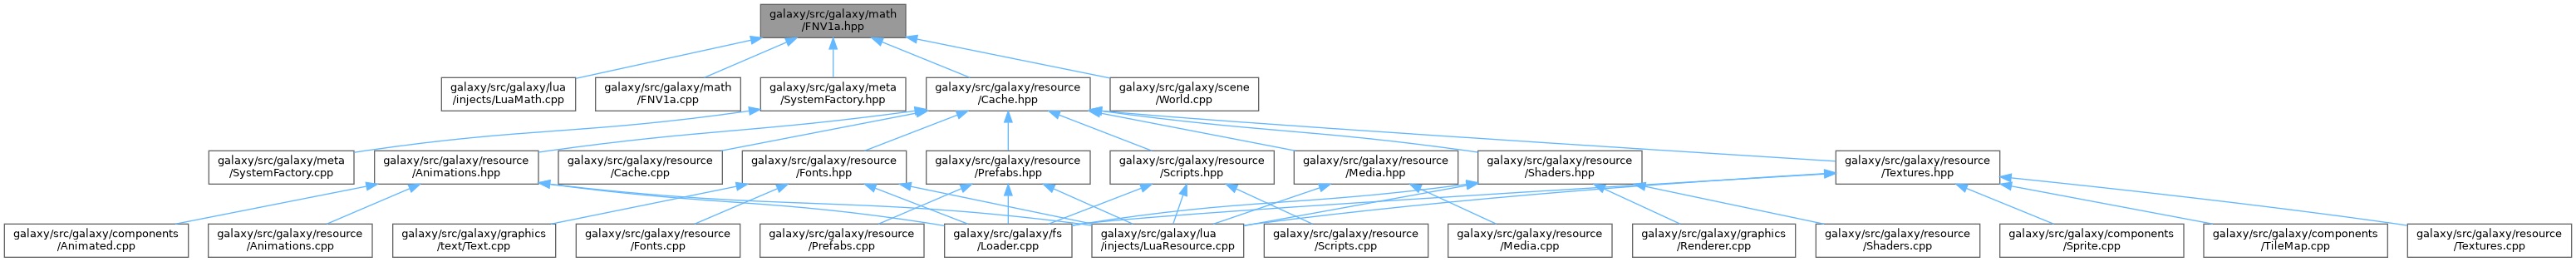 galaxy/src/galaxy/math
/FNV1a.hpp
galaxy/src/galaxy/lua
/injects/LuaMath.cpp
galaxy/src/galaxy/math
/FNV1a.cpp
galaxy/src/galaxy/meta
/SystemFactory.hpp
galaxy/src/galaxy/resource
/Cache.hpp
galaxy/src/galaxy/scene
/World.cpp
galaxy/src/galaxy/meta
/SystemFactory.cpp
galaxy/src/galaxy/resource
/Animations.hpp
galaxy/src/galaxy/resource
/Cache.cpp
galaxy/src/galaxy/resource
/Fonts.hpp
galaxy/src/galaxy/resource
/Prefabs.hpp
galaxy/src/galaxy/resource
/Scripts.hpp
galaxy/src/galaxy/resource
/Media.hpp
galaxy/src/galaxy/resource
/Shaders.hpp
galaxy/src/galaxy/resource
/Textures.hpp
galaxy/src/galaxy/components
/Animated.cpp
galaxy/src/galaxy/resource
/Animations.cpp
galaxy/src/galaxy/graphics
/text/Text.cpp
galaxy/src/galaxy/resource
/Fonts.cpp
galaxy/src/galaxy/resource
/Prefabs.cpp
galaxy/src/galaxy/fs
/Loader.cpp
galaxy/src/galaxy/lua
/injects/LuaResource.cpp
galaxy/src/galaxy/resource
/Scripts.cpp
galaxy/src/galaxy/resource
/Media.cpp
galaxy/src/galaxy/graphics
/Renderer.cpp
galaxy/src/galaxy/resource
/Shaders.cpp
galaxy/src/galaxy/components
/Sprite.cpp
galaxy/src/galaxy/components
/TileMap.cpp
galaxy/src/galaxy/resource
/Textures.cpp